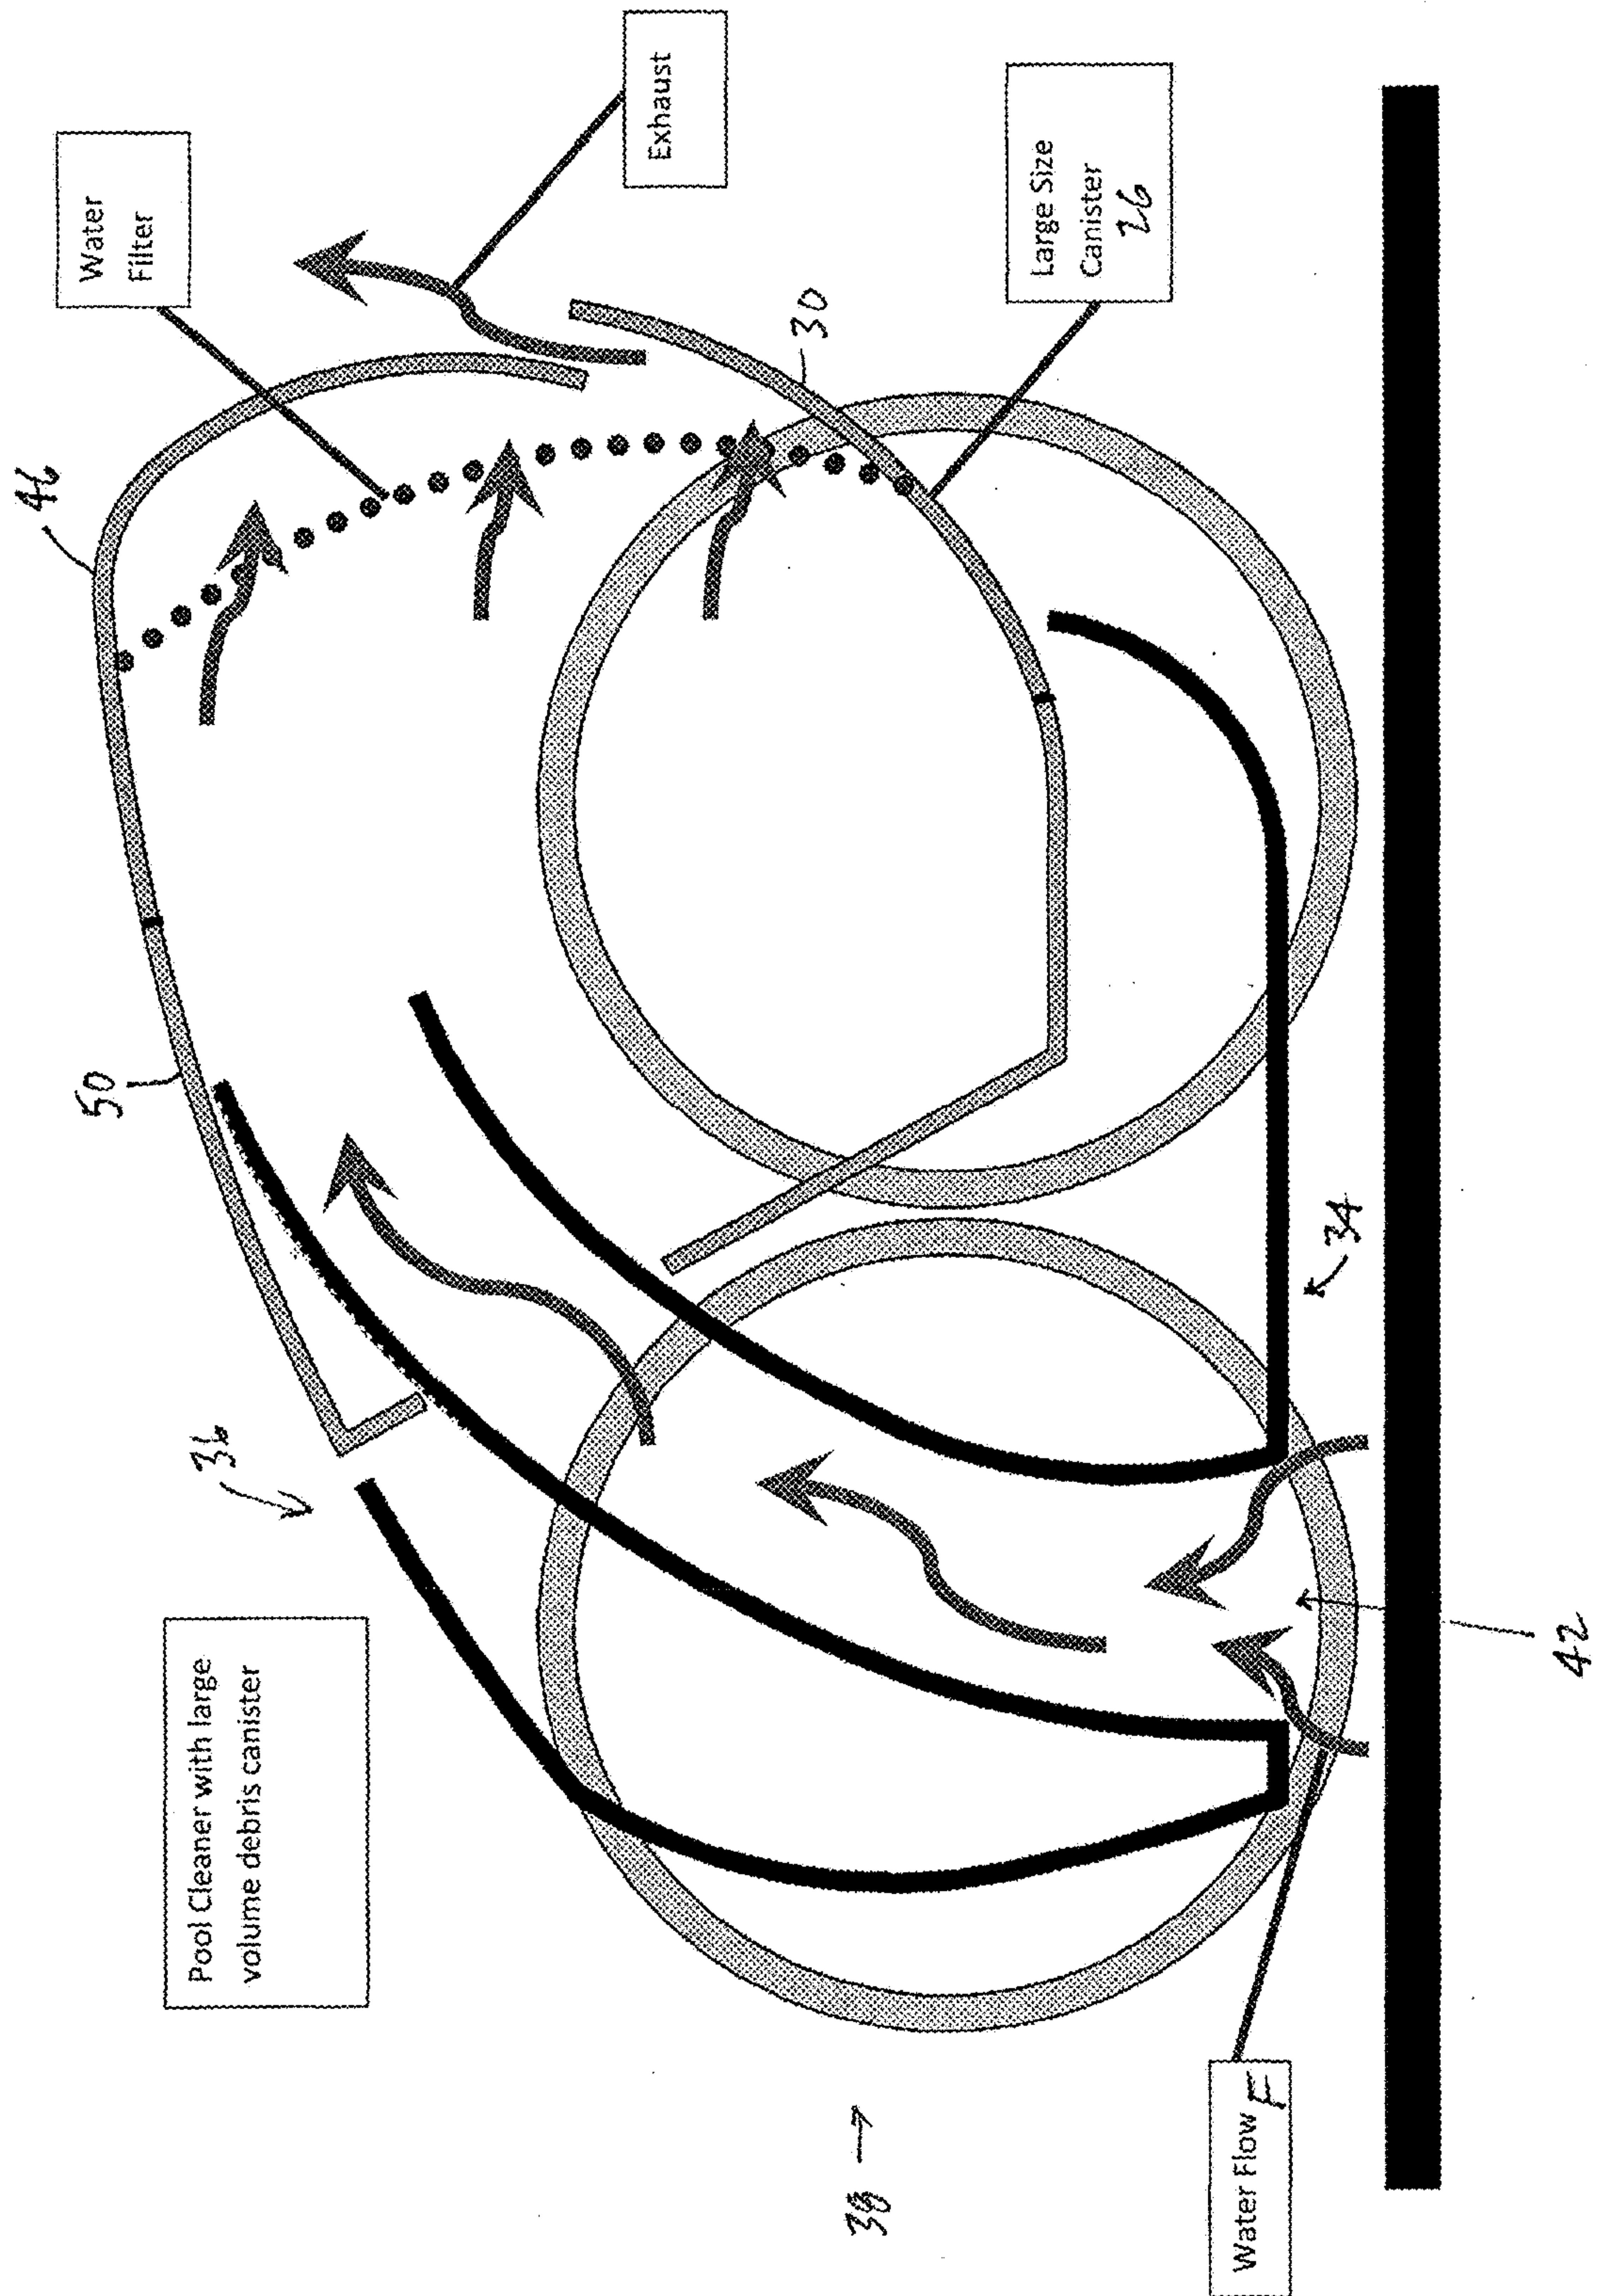 Pool Cleaner with large
volume debris canister
Water
Filter
Exhaust
Large Size
Canister
26
Water Flow F
46
50
36
30
34
38
42